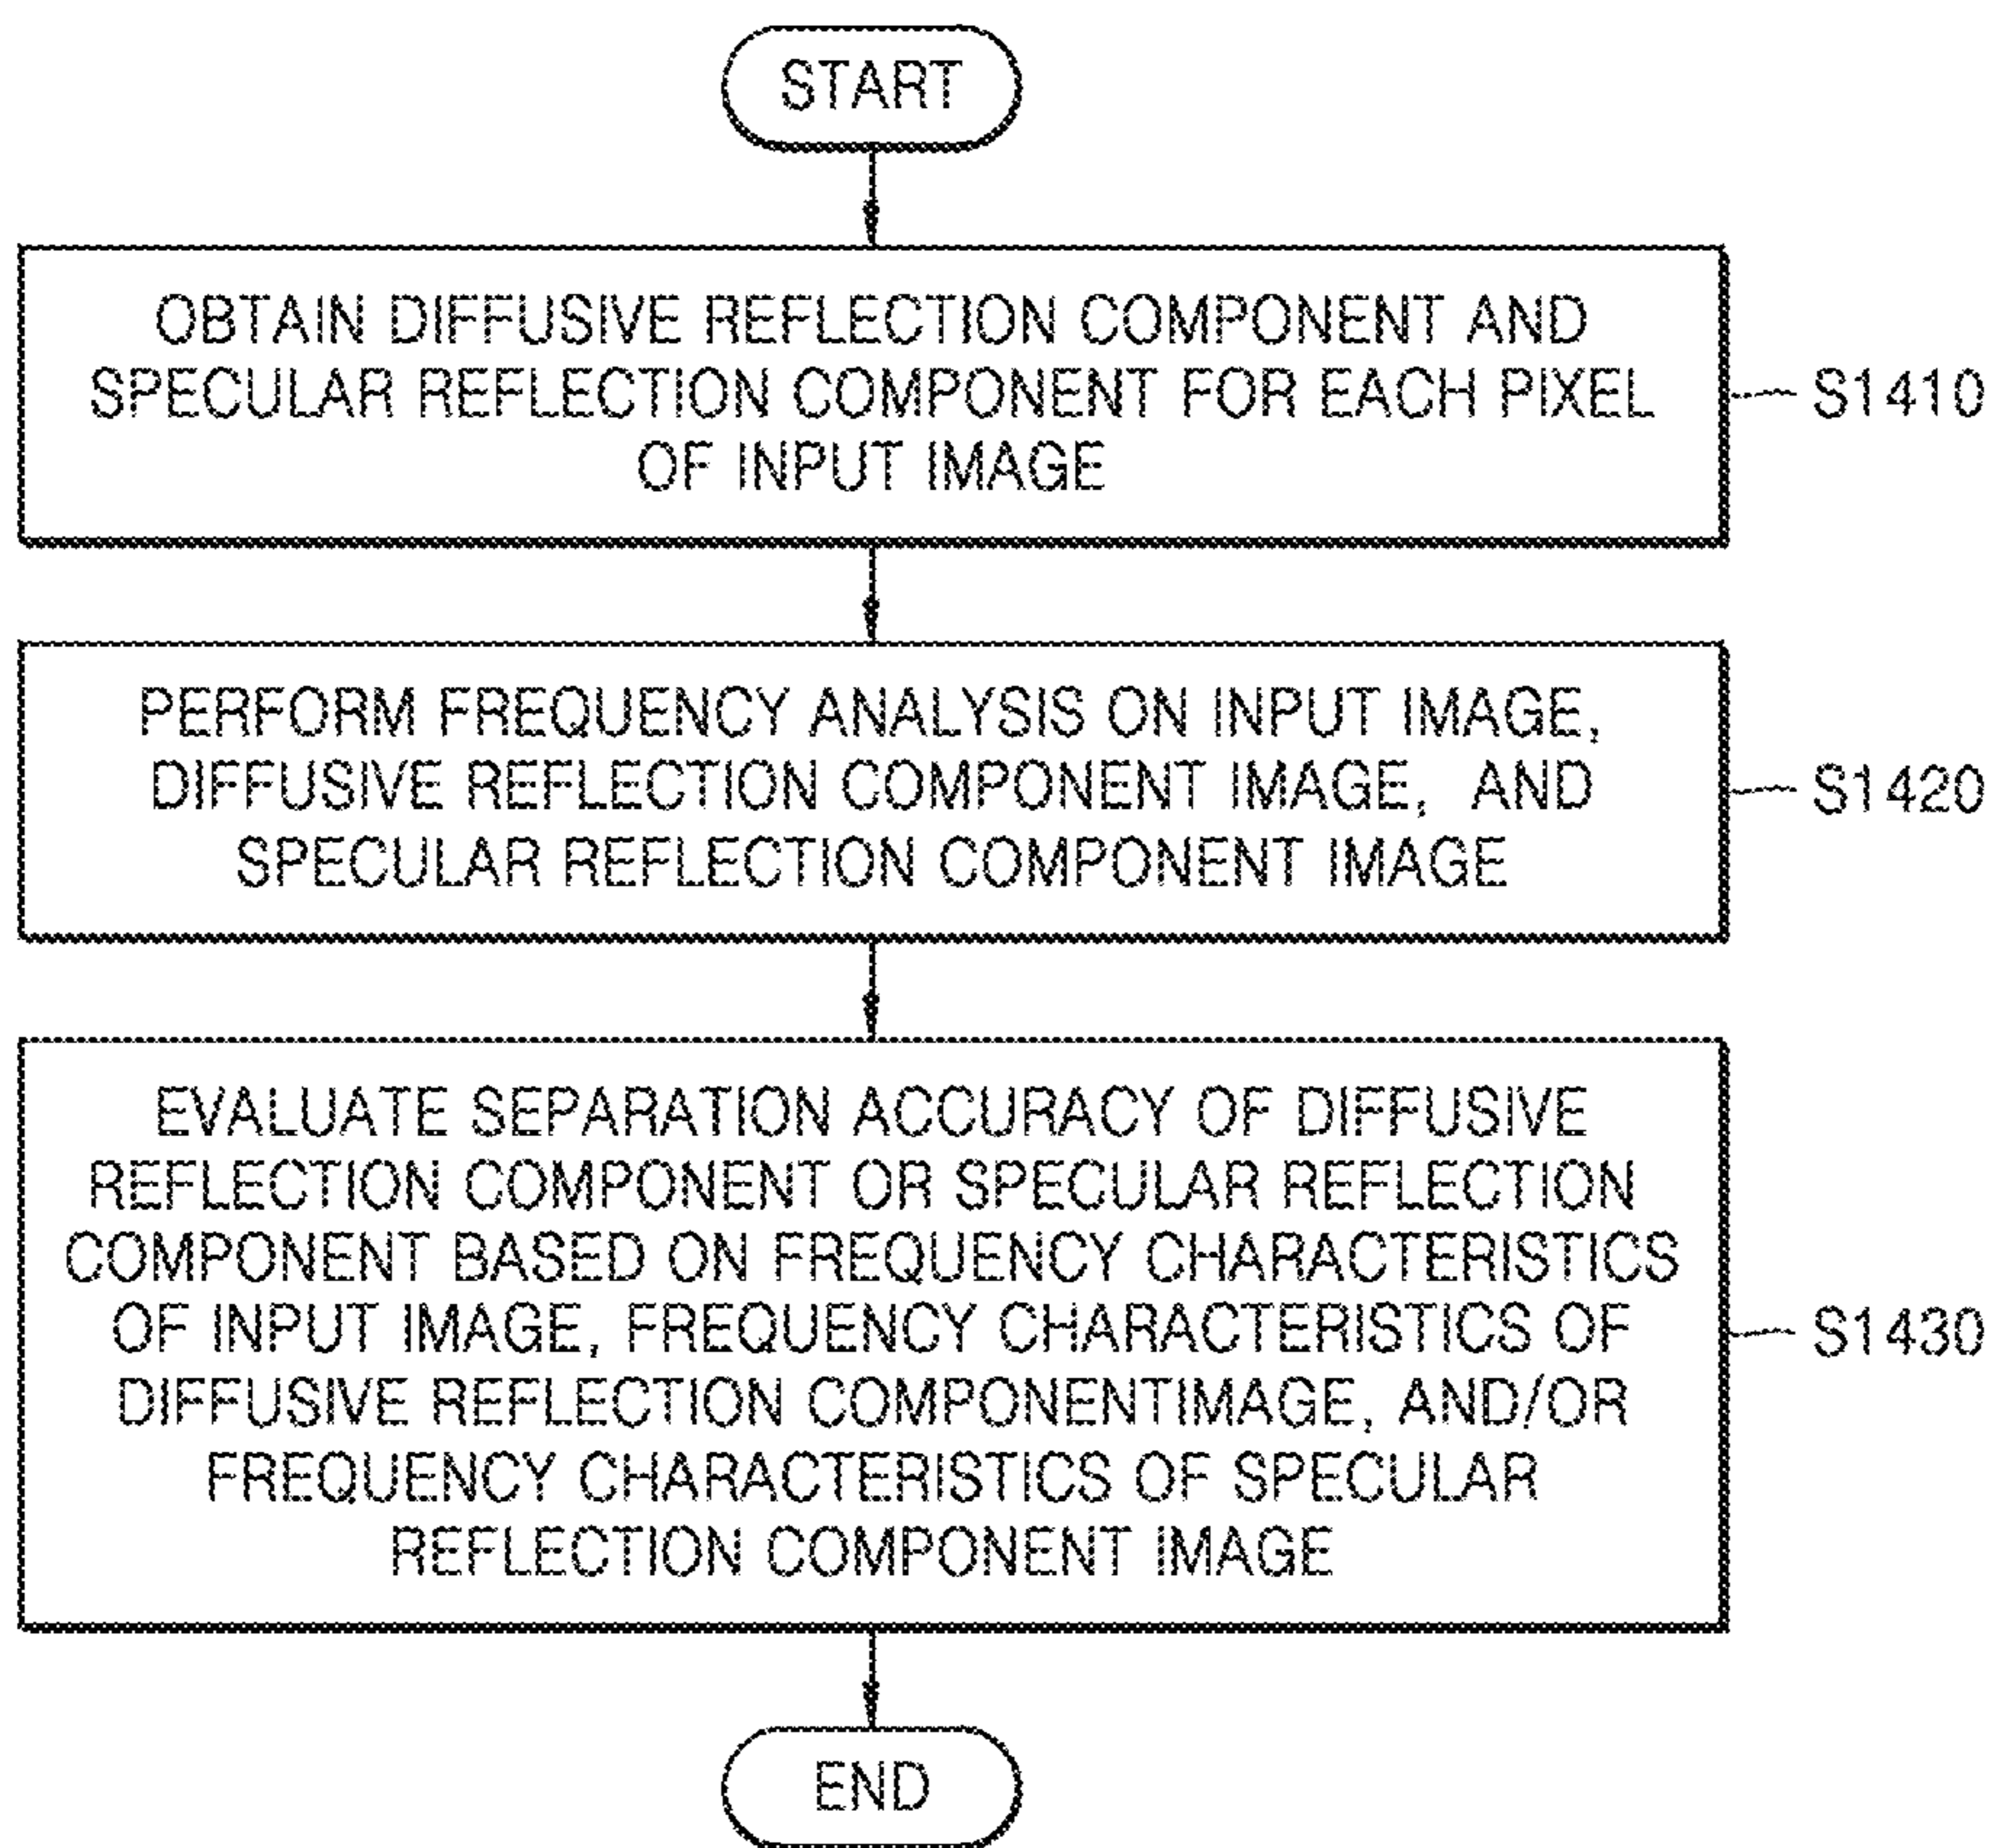 START
OBTAIN DIFFUSIVE REFLECTION COMPONENT AND
SPECULAR REFLECTION COMPONENT FOR EACH PIXEL
OF INPUT IMAGE
S1410
PERFORM FREQUENCY ANALYSIS ON INPUT IMAGE,
DIFFUSIVE REFLECTION COMPONENT IMAGE, AND
SPECULAR REFLECTION COMPONENT IMAGE
S1420
EVALUATE SEPARATION ACCURACY OF DIFFUSIVE
REFLECTION COMPONENT OR SPECULAR REFLECTION
COMPONENT BASED ON FREQUENCY CHARACTERISTICS
OF INPUT IMAGE, FREQUENCY CHARACTERISTICS OF
DIFFUSIVE REFLECTION COMPONENTIMAGE, AND/OR
FREQUENCY CHARACTERISTICS OF SPECULAR
REFLECTION COMPONENT IMAGE
S1430
END